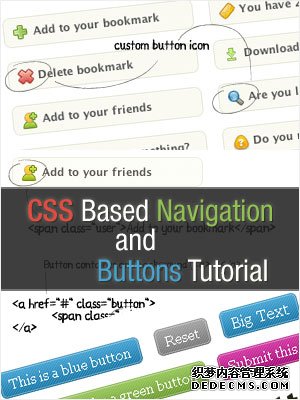 Add to your bookmark
You have
custom button icon
Delete bookmark
Download
Add to your friends
Are you l
something?
Do you
Add to your friends
CSS Based Navigation
<span class="user">Add to your bookmark</span>
and
Button
Buttons Tutorial
<a href="#" class="button">
<span class="
</a>
Reset
Big Text
This is a blue button
Submit this
a green button
织梦内容管理系统
DEDECMS.COM